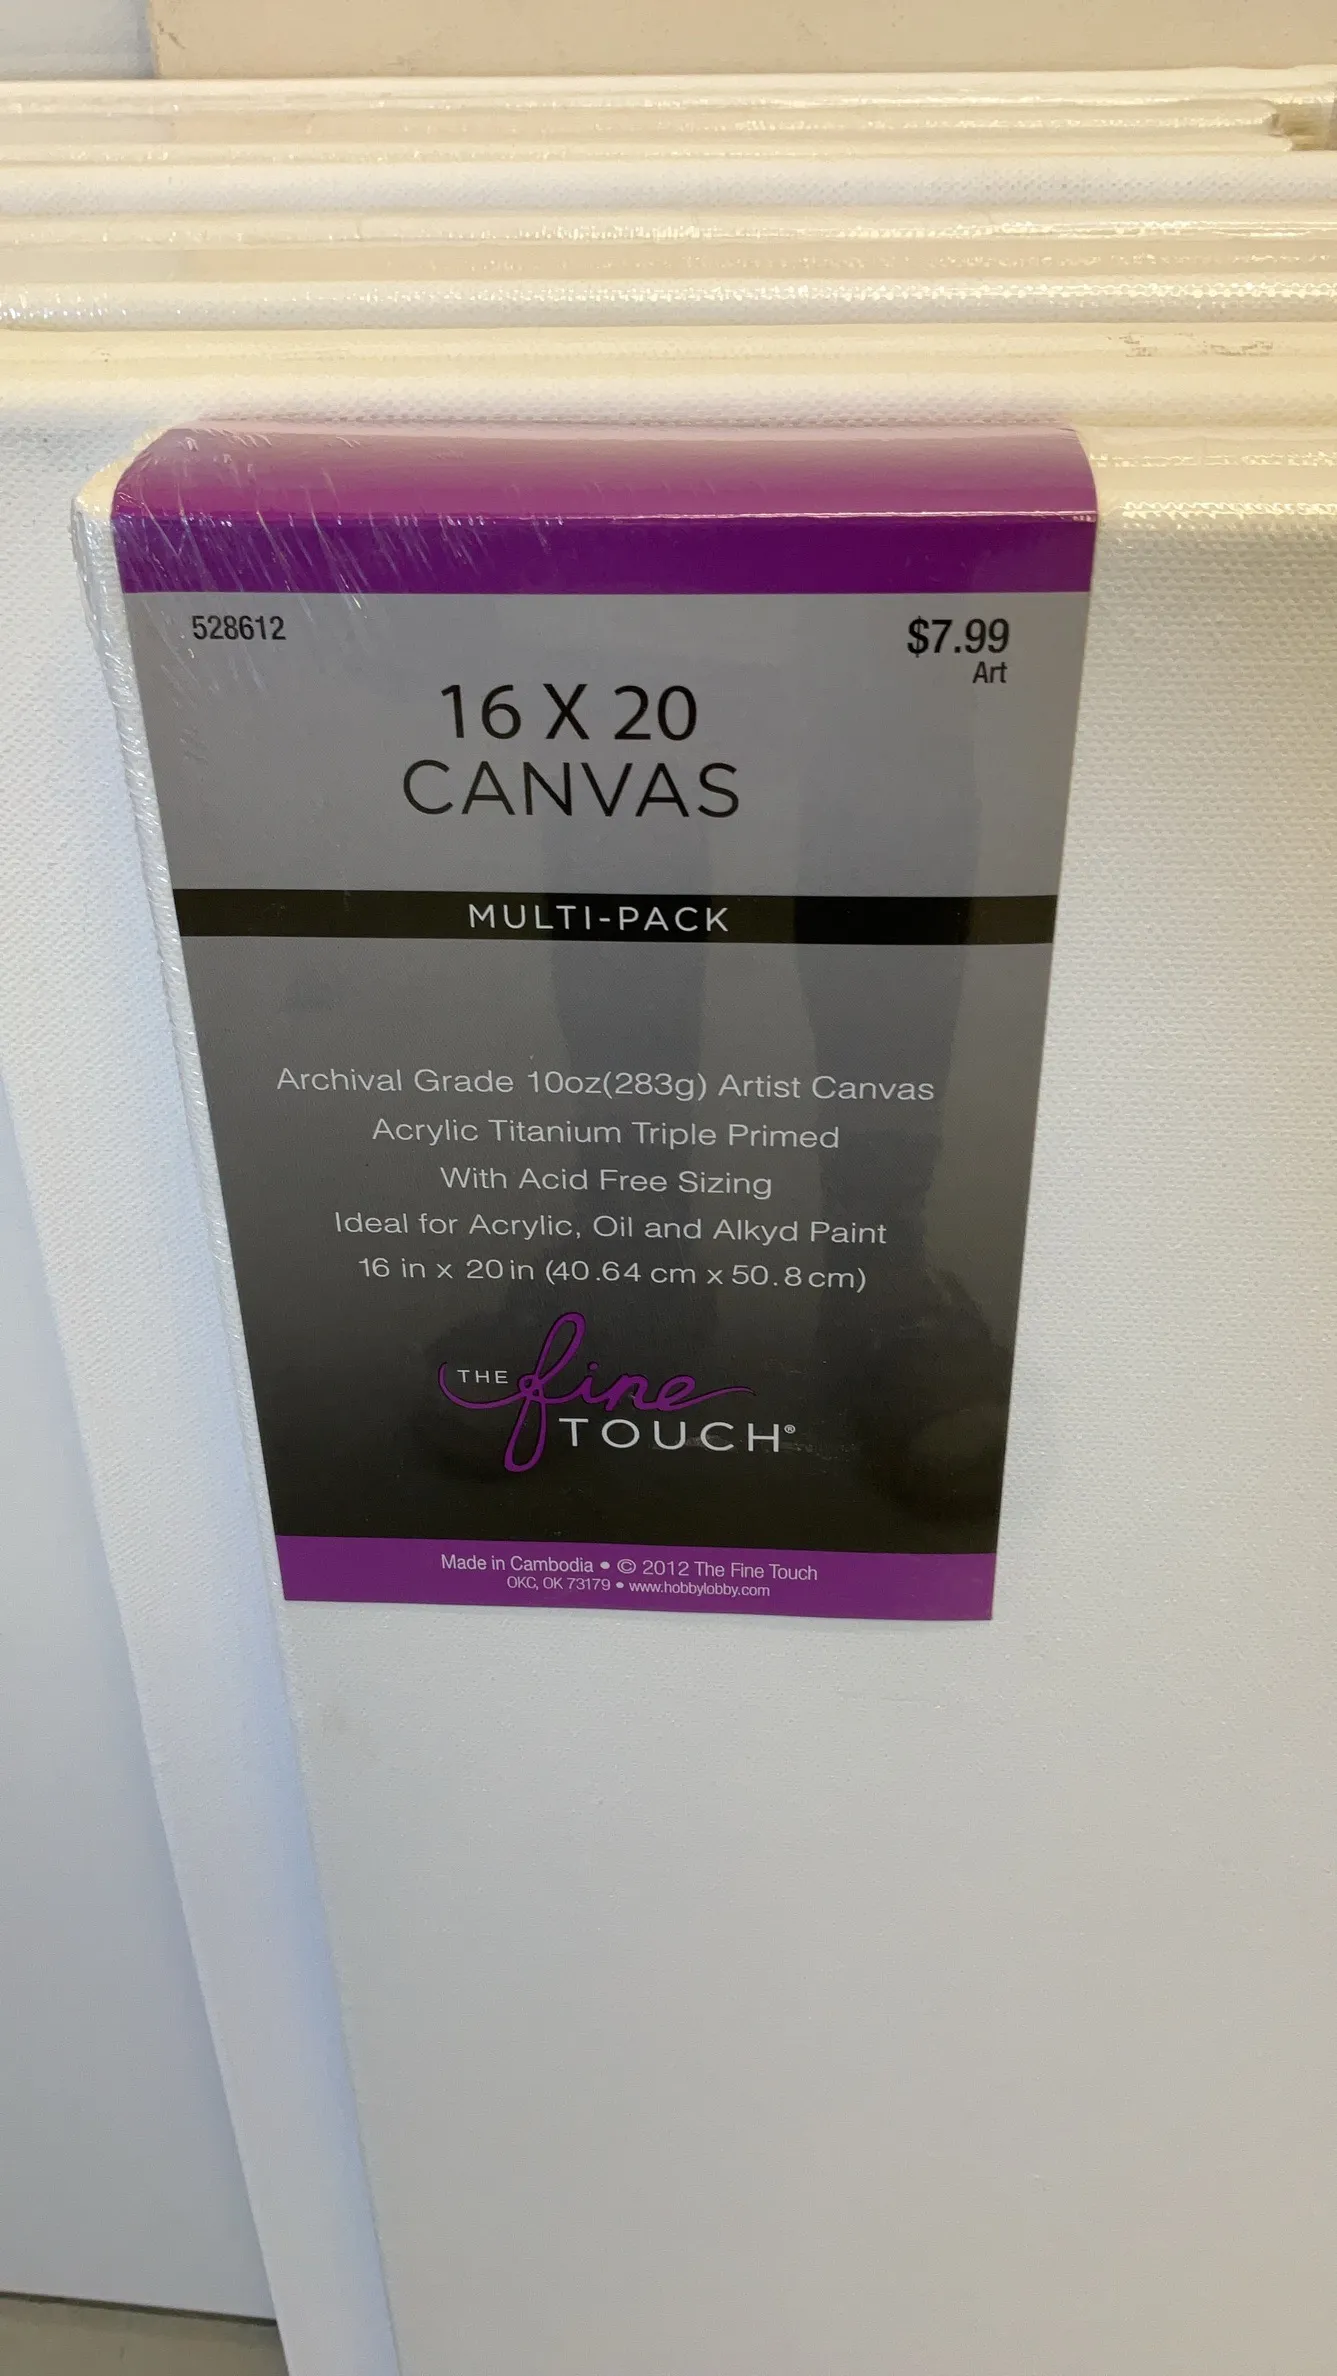 528612
$7.99
Art
16 X 20
CANVAS
MULTI-PACK
Archival Grade 10oz(283g) Artist Canvas
Acrylic Titanium Triple Primed
With Acid Free Sizing
Ideal for Acrylic, Oil and Alkyd Paint
16 in x 20 in (40.64 cm x 50.8 cm)
THE fine
TOUCH®
Made in Cambodia • © 2012 The Fine Touch
OKC, OK 73179 • www.hobbylobby.com